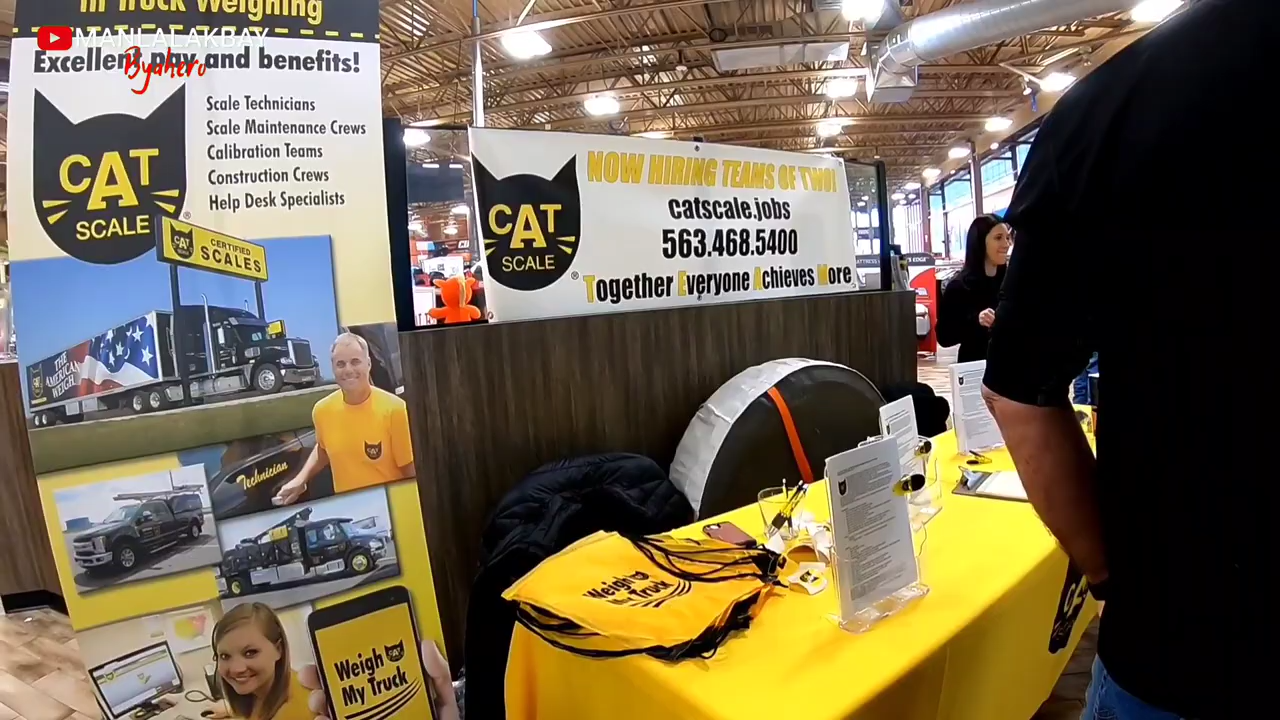 in Truck Weighing
MANLALAKBAY
Byahero
Excellent pay and benefits!
CAT
SCALE
®
Scale Technicians
Scale Maintenance Crews
Calibration Teams
Construction Crews
Help Desk Specialists
CAT
CERTIFIED
SCALES
THE
AMERICAN
WEIGH
Technician
Weigh
My Truck
CAT
SCALE
®
NOW HIRING TEAMS OF TWO!
catscale.jobs
563.468.5400
Together Everyone Achieves More
Weigh
My Truck